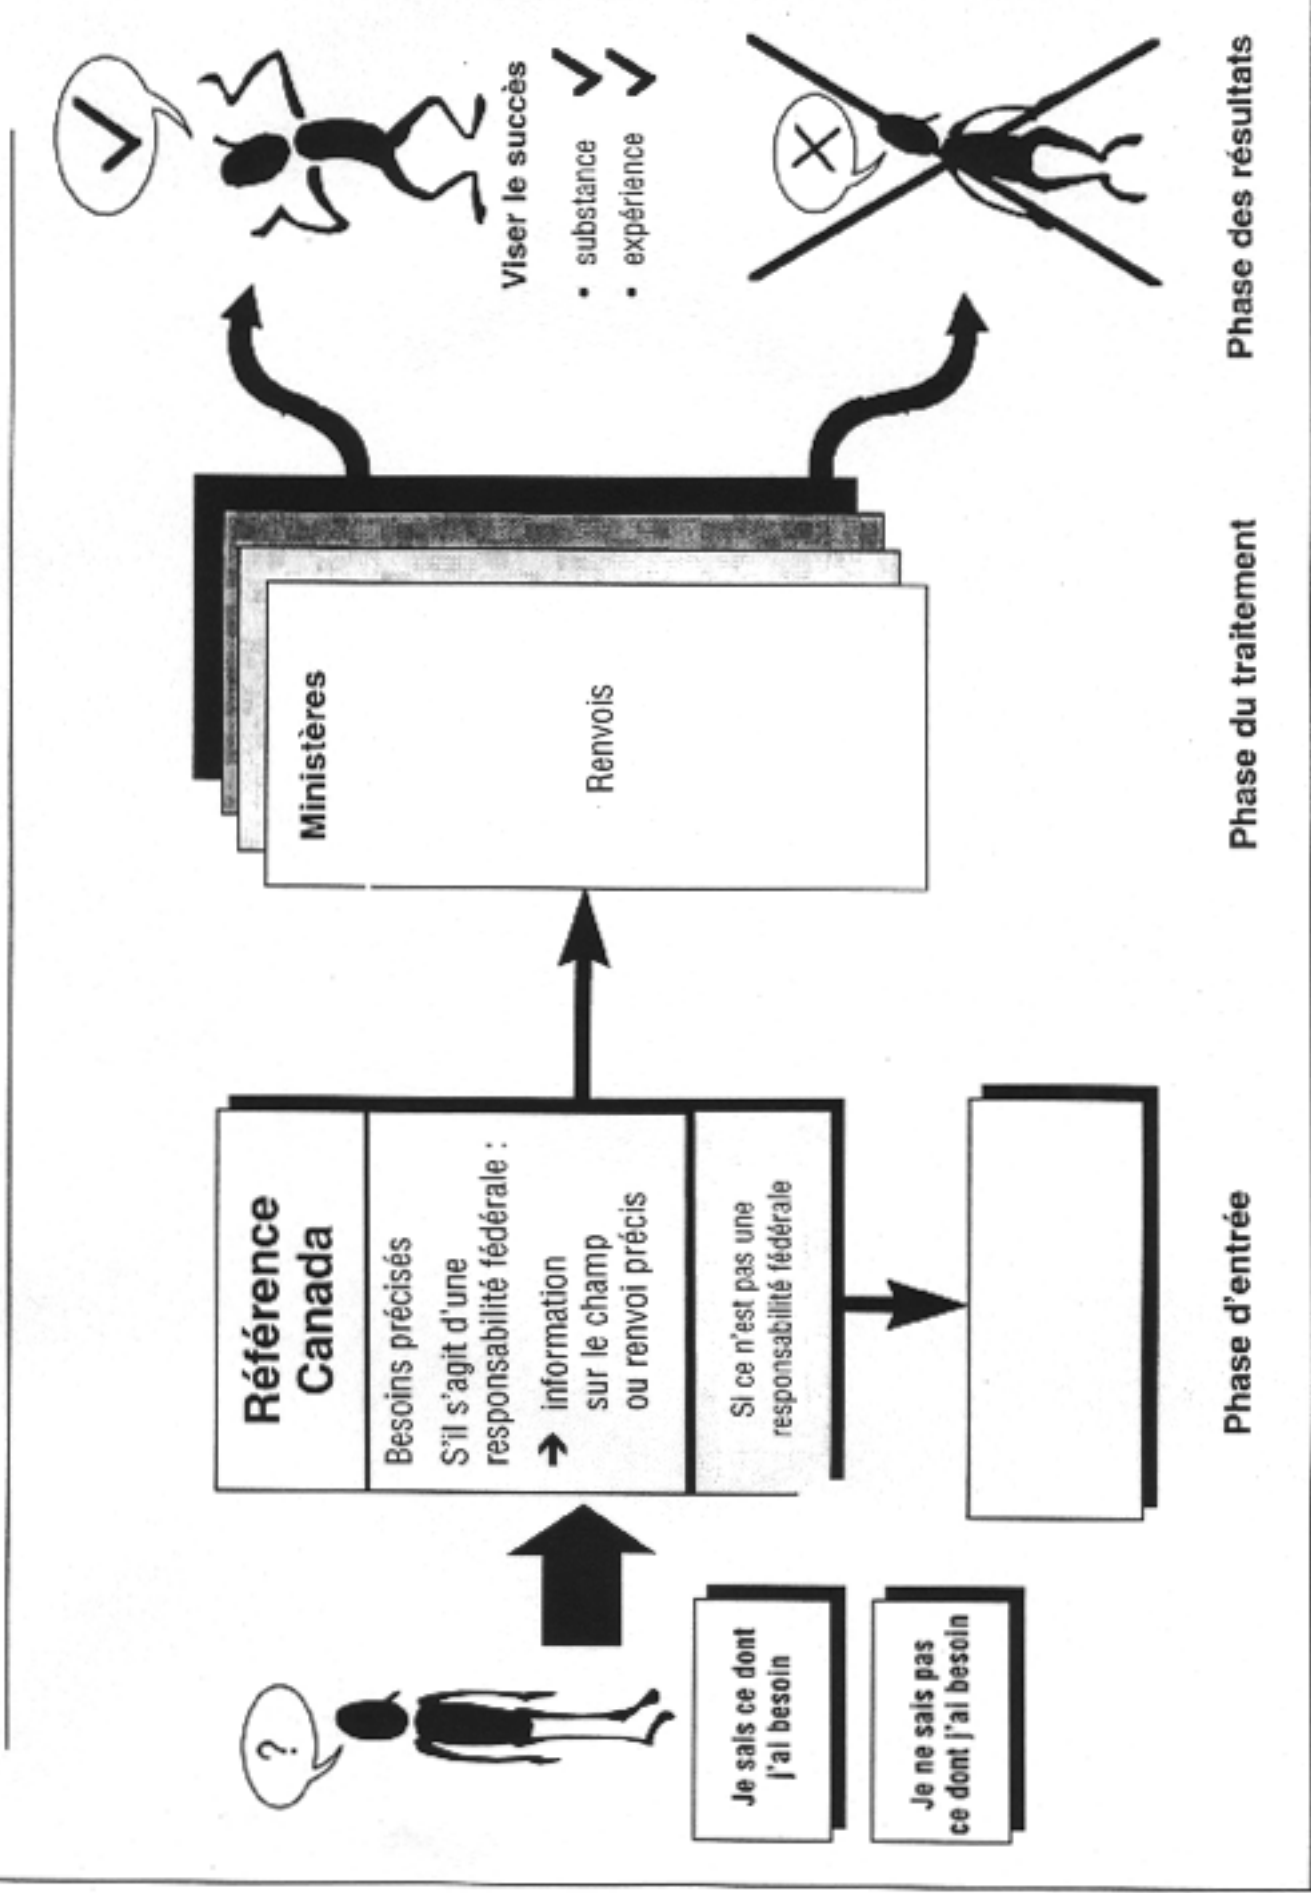 ?
Je sais ce dont
j'ai besoin
Je ne sais pas
ce dont j'ai besoin
Référence
Canada
Besoins précisés
S'il s'agit d'une
responsabilité fédérale :
→ information
sur le champ
ou renvoi précis
Si ce n'est pas une
responsabilité fédérale
Phase d'entrée
Ministères
Renvois
Phase du traitement
Viser le succès
• substance ✓
• expérience ✓
Phase des résultats